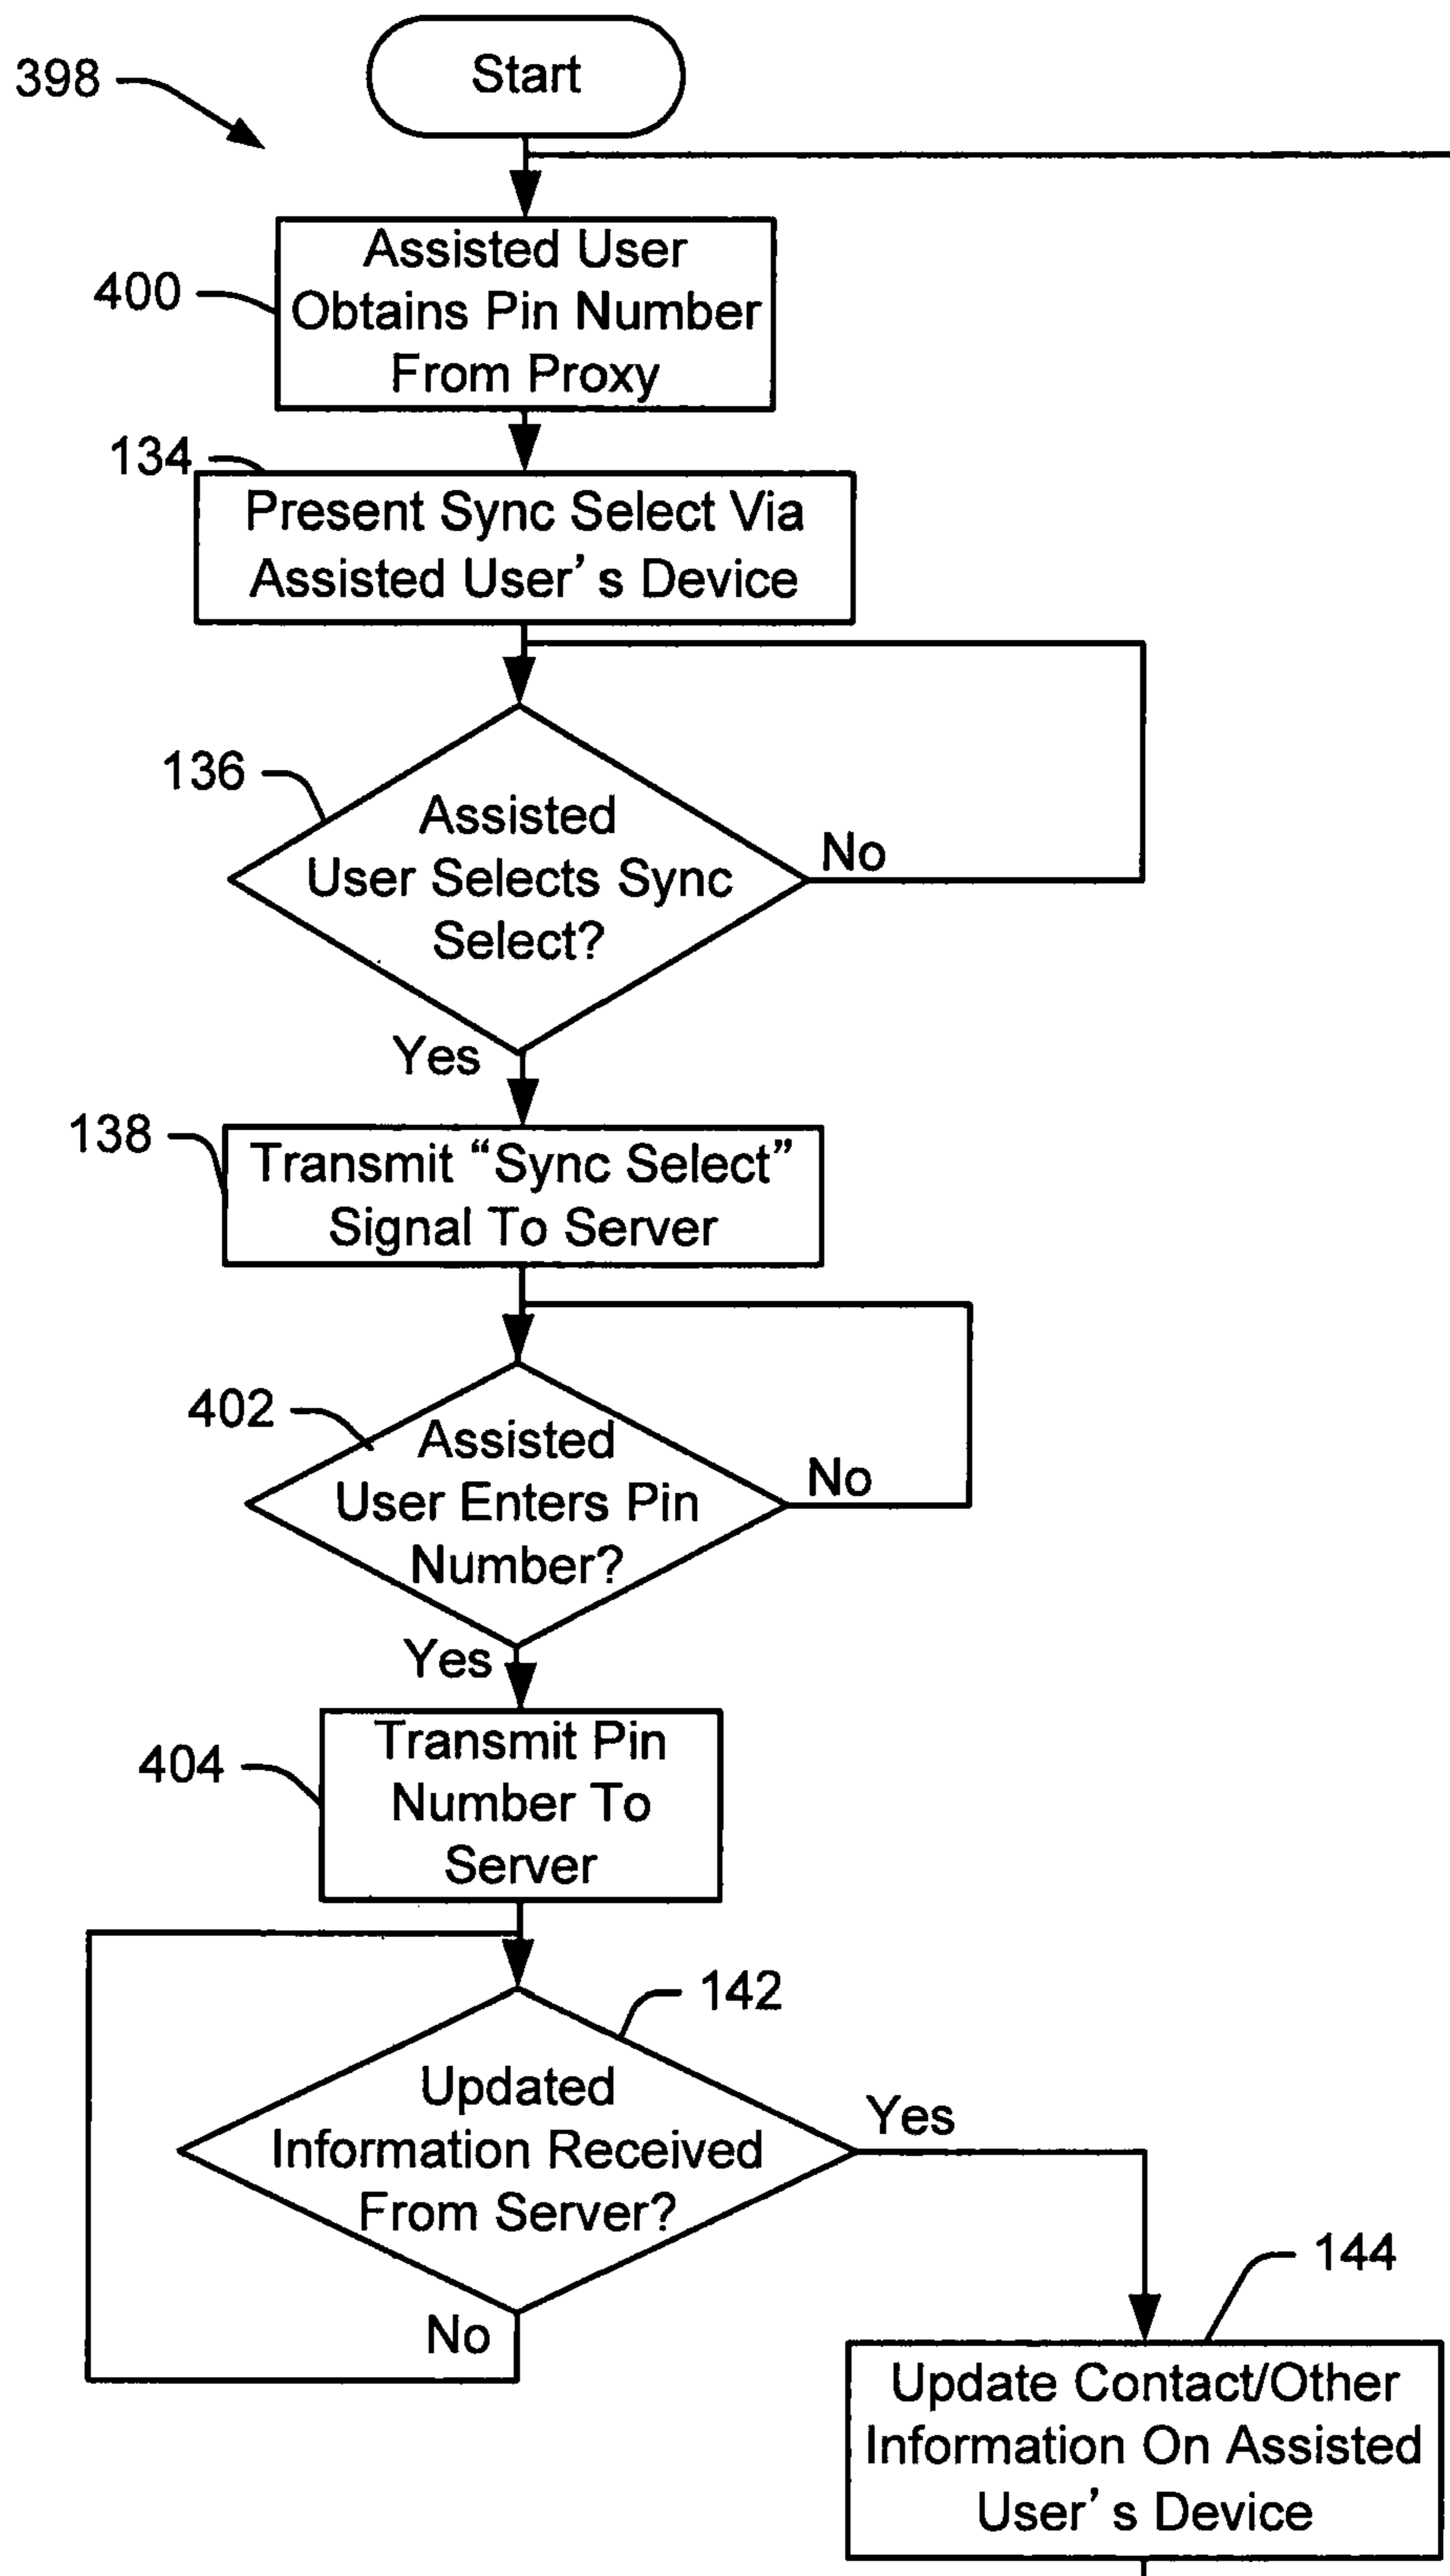 398
Start
400
Assisted User
Obtains Pin Number
From Proxy
134
Present Sync Select Via
Assisted User's Device
136
Assisted
User Selects Sync
Select?
No
Yes
138
Transmit “Sync Select”
Signal To Server
402
Assisted
User Enters Pin
Number?
No
Yes
404
Transmit Pin
Number To
Server
142
Updated
Information Received
From Server?
Yes
No
144
Update Contact/Other
Information On Assisted
User's Device